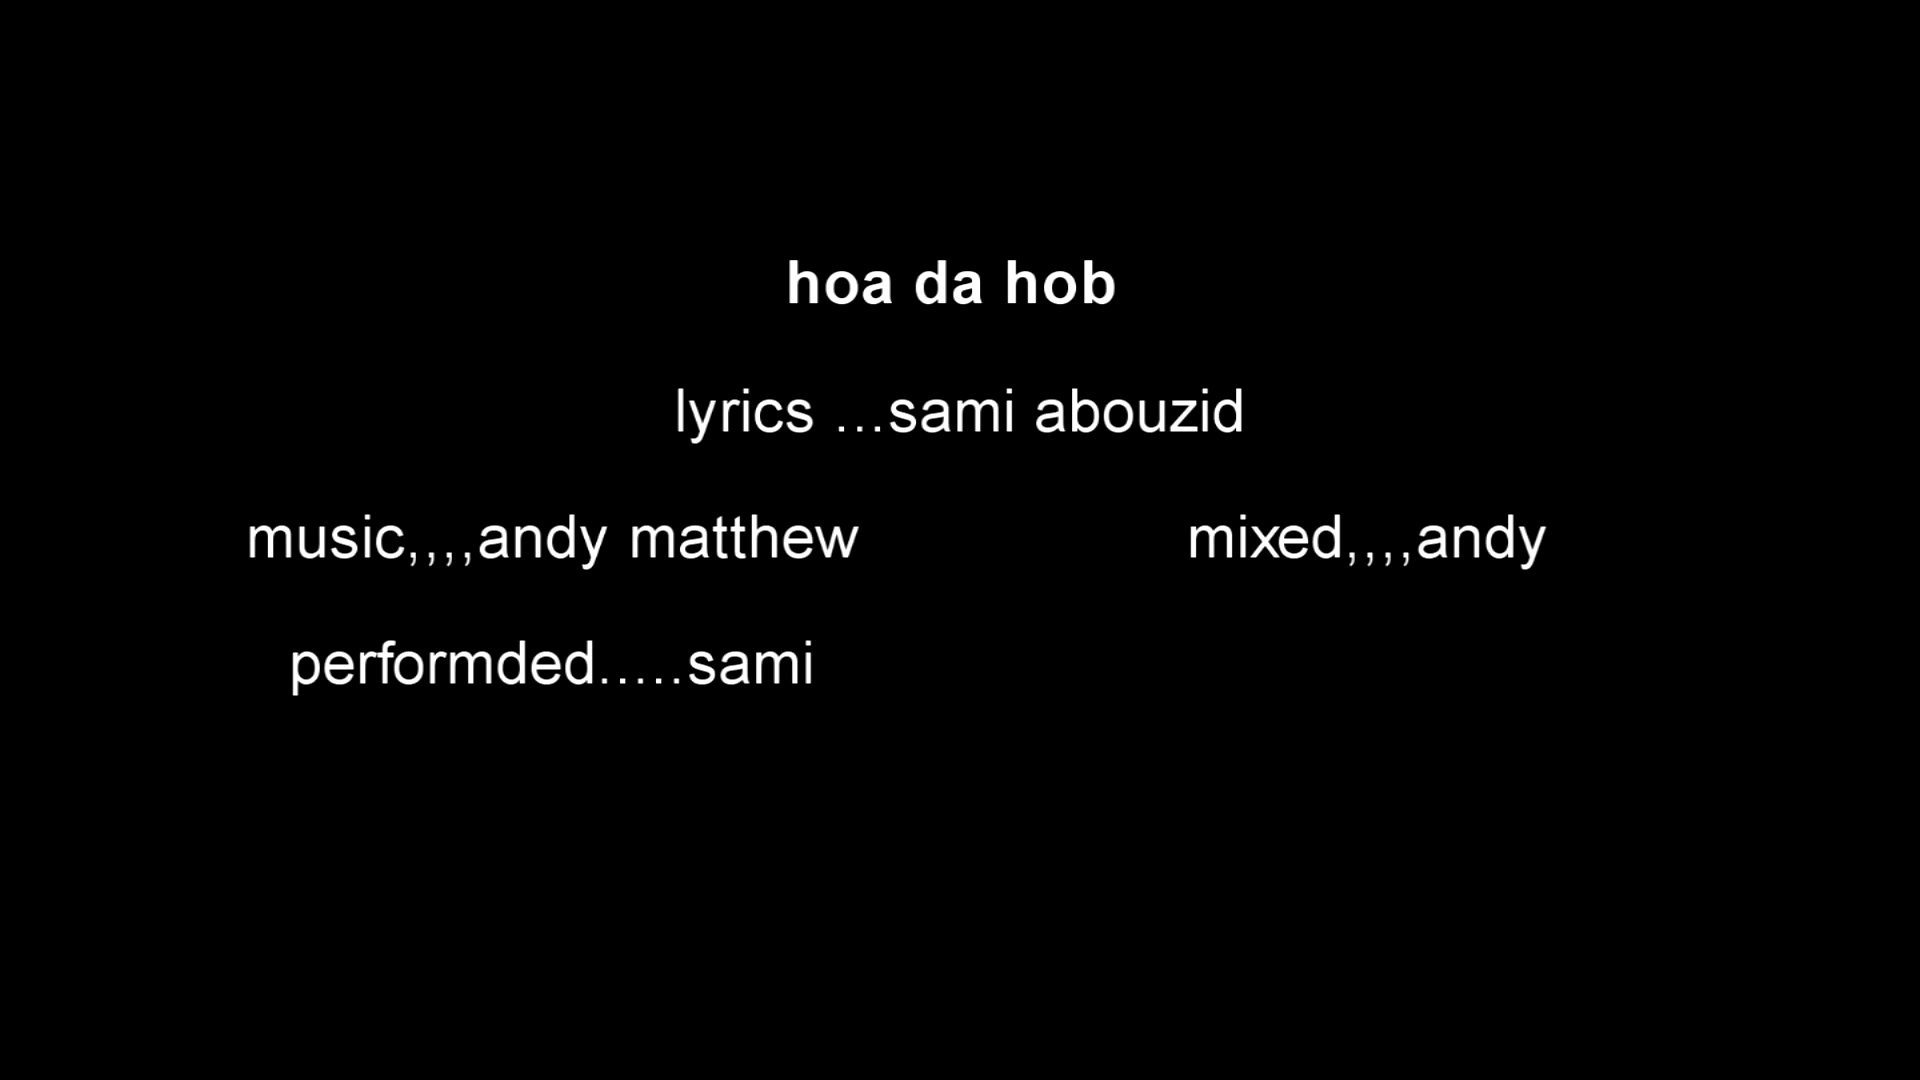 hoa da hob
lyrics ...sami abouzid
music,,,,andy matthew mixed,,,,andy
performded.....sami